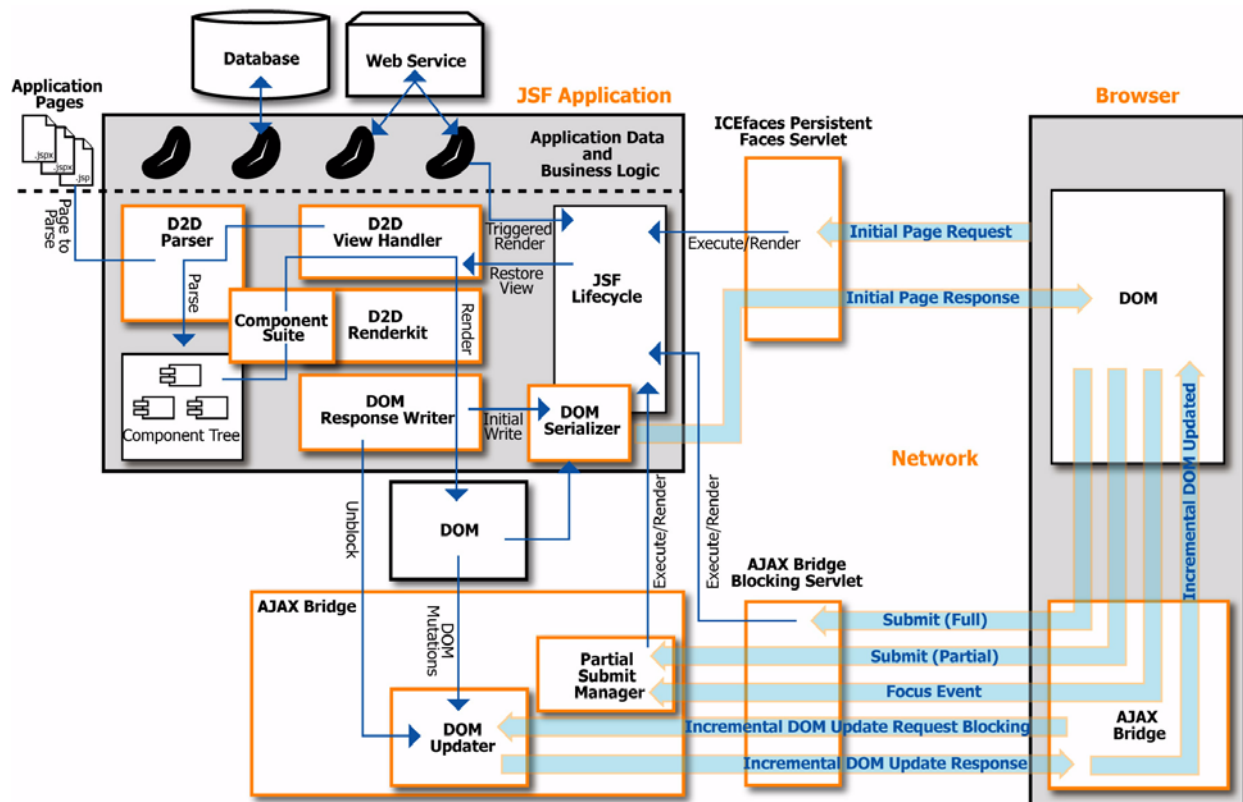 Database
Web Service
Application
Pages
.jspx
.jspx
.jsp
JSF Application
Browser
ICEfaces Persistent
Faces Servlet
Application Data
and
Business Logic
Page to
Parse
D2D
Parser
D2D
View Handler
Triggered
Render
Execute/Render
Initial Page Request
Restore
View
JSF
Lifecycle
Parse
Initial Page Response
DOM
Component
Suite
D2D
Renderkit
Render
DOM
Response Writer
Initial
Write
DOM
Serializer
Component Tree
Network
Incremental DOM Updated
Unblock
DOM
Execute/Render
Execute/Render
AJAX Bridge
Blocking Servlet
AJAX Bridge
DOM
Mutations
Submit (Full)
Partial
Submit
Manager
Submit (Partial)
Focus Event
DOM
Updater
Incremental DOM Update Request Blocking
AJAX
Bridge
Incremental DOM Update Response